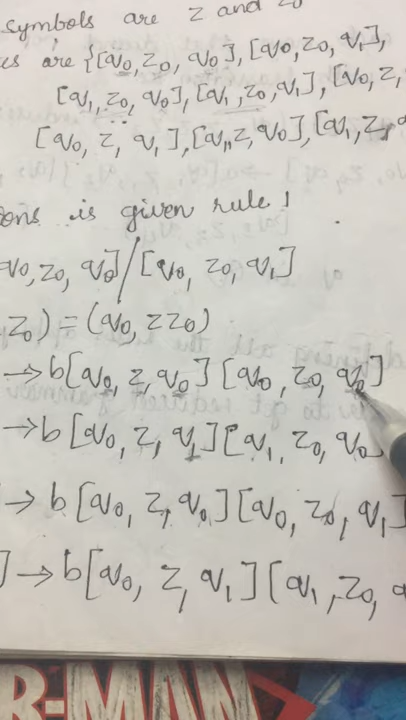 symbols are z and z0
es are {[q0, z0, q0], [q0, z0, q1],
[q1, z0, q0], [q1, z0, q1], [q0, z,
[q0, z, q1], [q1, z, q0], [q1, z,
ons is given rule 1
q0, z0, q0] / [q0, z0, q1]
z0) = (q0, zz0)
→ b[q0, z, q0] [q0, z0, q0]
→ b[q0, z, q1] [q1, z0, q0]
→ b[q0, z, q0] [q0, z0, q1]
] → b[q0, z, q1] [q1, z0, q
R-MAN